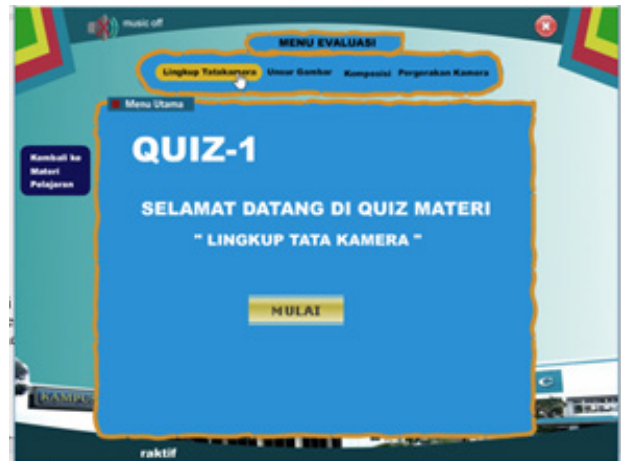 music off
MENU EVALUASI
Lingkup Tatakamera Unsur Gambar Komposisi Pergerakan Kamera
Menu Utama
QUIZ-1
Kembali ke
Materi
Pelajaran
SELAMAT DATANG DI QUIZ MATERI
" LINGKUP TATA KAMERA "
MULAI
C
raktif